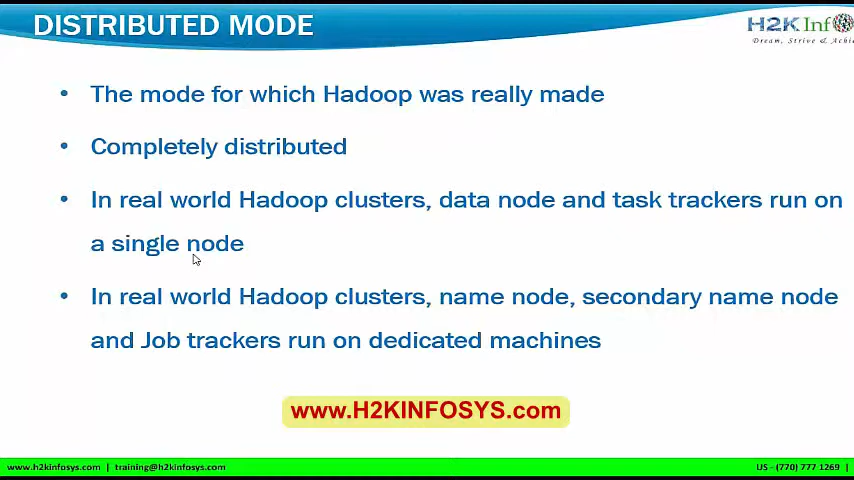 DISTRIBUTED MODE
H2K Inf
Dream, Strive & Achi
• The mode for which Hadoop was really made
• Completely distributed
• In real world Hadoop clusters, data node and task trackers run on
a single node
• In real world Hadoop clusters, name node, secondary name node
and Job trackers run on dedicated machines
www.H2KINFOSYS.com
www.h2kinfosys.com | training@h2kinfosys.com
US - (770) 777 1269 |